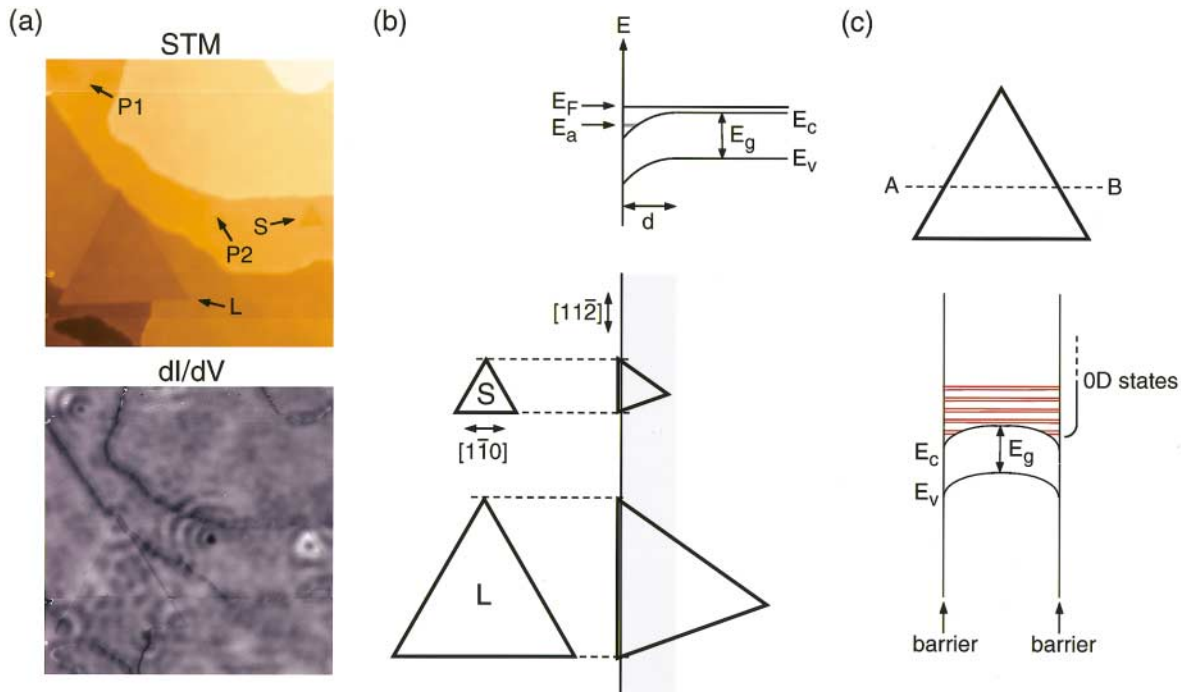 (a)
STM
P1
S
P2
L
dI/dV
(b)
E
E_F
E_a
E_c
E_g
E_v
d
[112̄]
S
[11̄0]
L
(c)
A
B
0D states
E_c
E_g
E_v
barrier
barrier